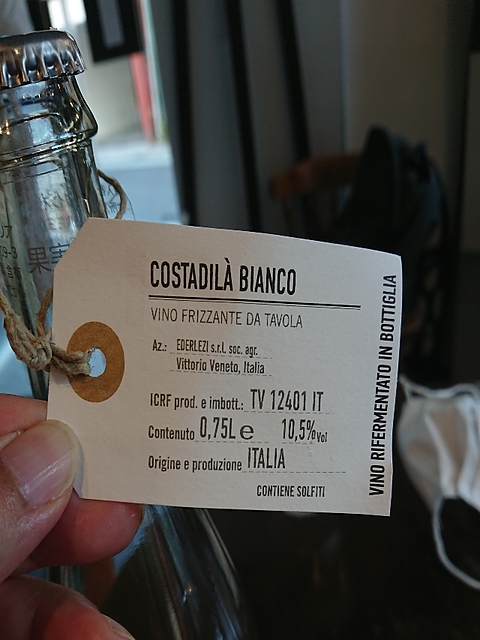 COSTADILÀ BIANCO
VINO FRIZZANTE DA TAVOLA
Az.: EDERLEZI s.r.l. soc. agr.
Vittorio Veneto, Italia
ICRF prod. e imbott.: TV 12401 IT
Contenuto 0,75L e 10,5% Vol
Origine e produzione ITALIA
CONTIENE SOLFITI
VINO RIFERMENTATO IN BOTTIGLIA